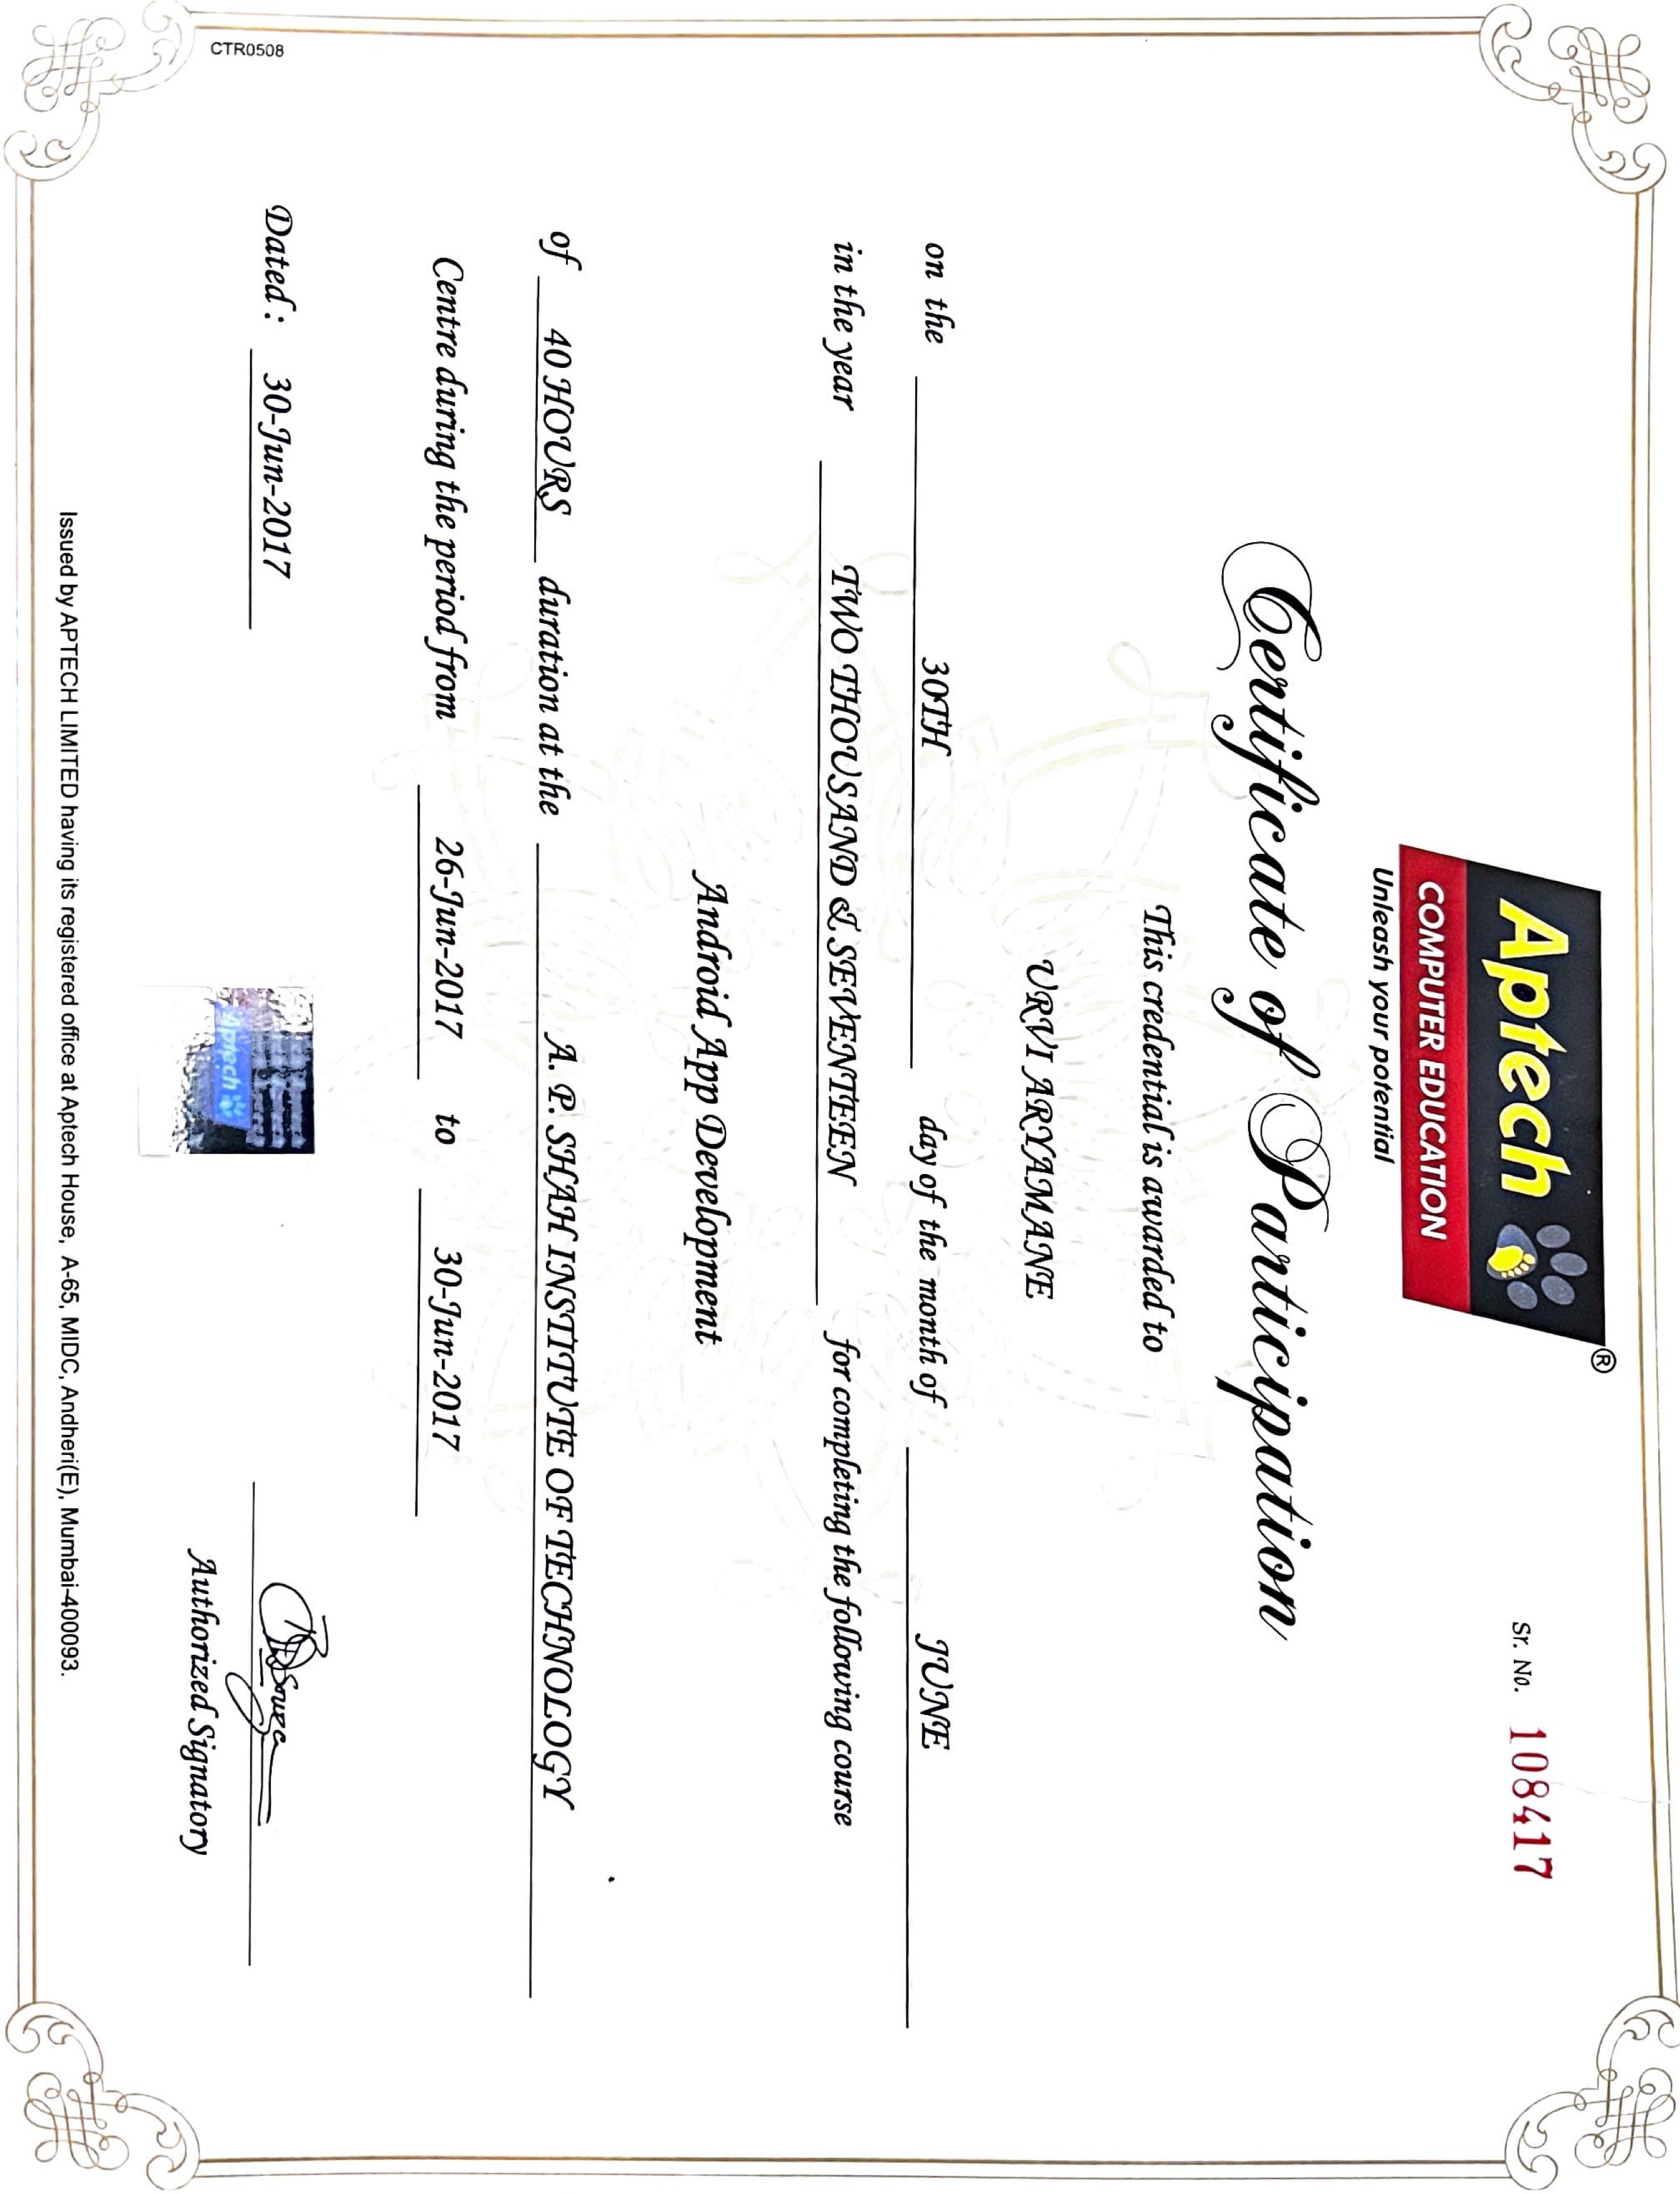 Aptech ®
COMPUTER EDUCATION
Unleash your potential
Sr. No. 108417
Certificate of Participation
This credential is awarded to
URVI ARYAMANE
on the 30TH day of the month of JUNE
in the year TWO THOUSAND & SEVENTEEN for completing the following course
Android App Development
of 40 HOURS duration at the A. P. SHAH INSTITUTE OF TECHNOLOGY
Centre during the period from 26-Jun-2017 to 30-Jun-2017
Dated : 30-Jun-2017
Aptech
DSouza
Authorized Signatory
CTR0508
Issued by APTECH LIMITED having its registered office at Aptech House, A-65, MIDC, Andheri(E), Mumbai-400093.